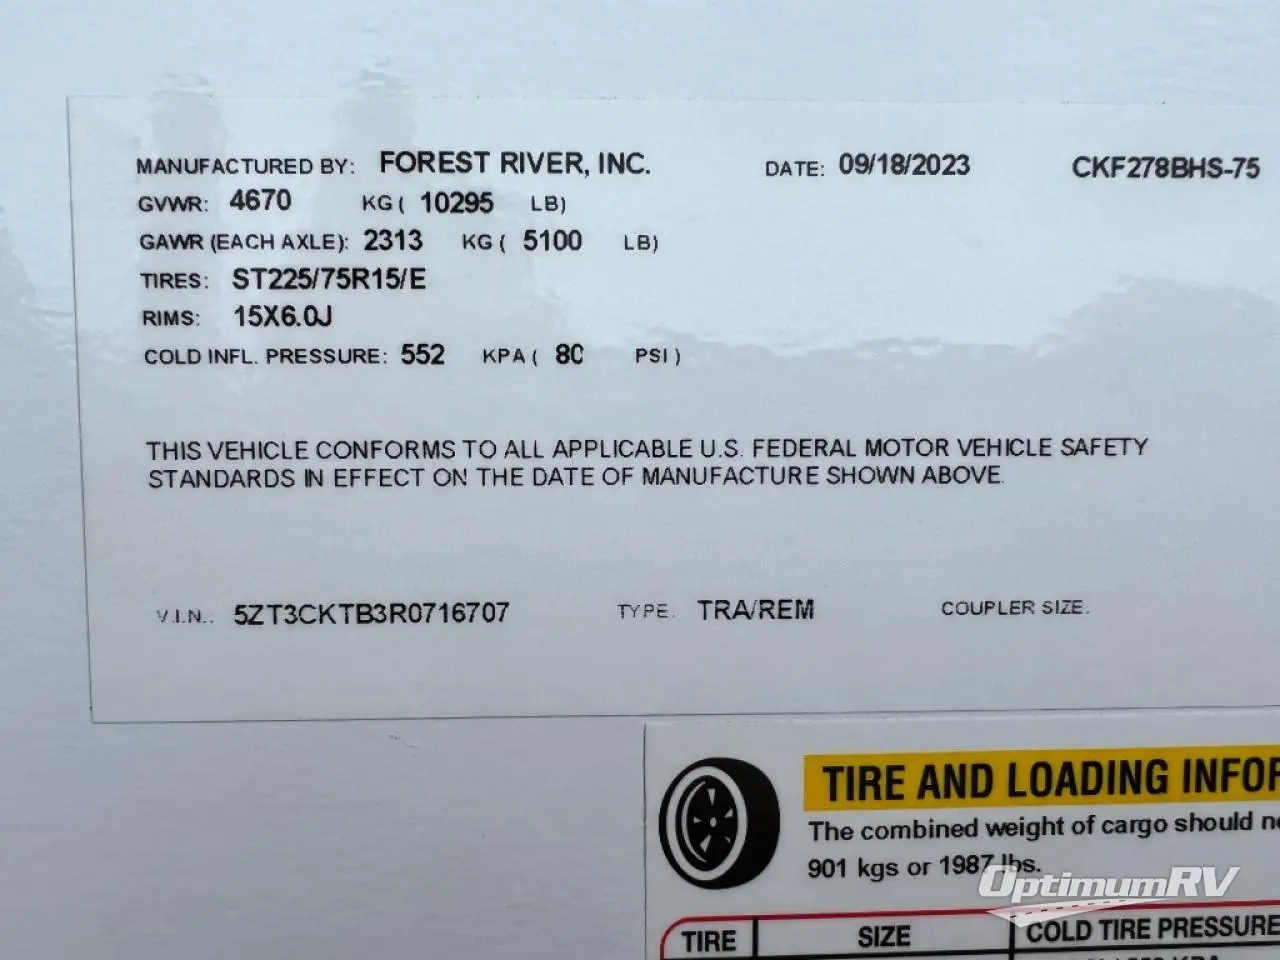 MANUFACTURED BY: FOREST RIVER, INC. DATE: 09/18/2023 CKF278BHS-75
GVWR: 4670 KG ( 10295 LB)
GAWR (EACH AXLE): 2313 KG ( 5100 LB)
TIRES: ST225/75R15/E
RIMS: 15X6.0J
COLD INFL. PRESSURE: 552 KPA ( 80 PSI )
THIS VEHICLE CONFORMS TO ALL APPLICABLE U.S. FEDERAL MOTOR VEHICLE SAFETY
STANDARDS IN EFFECT ON THE DATE OF MANUFACTURE SHOWN ABOVE.
V.I.N.: 5ZT3CKTB3R0716707 TYPE: TRA/REM COUPLER SIZE:
TIRE AND LOADING
The combined weight of cargo should
901 kgs or 1987 lbs.
OptimumRV
TIRE SIZE COLD TIRE PRESSURE